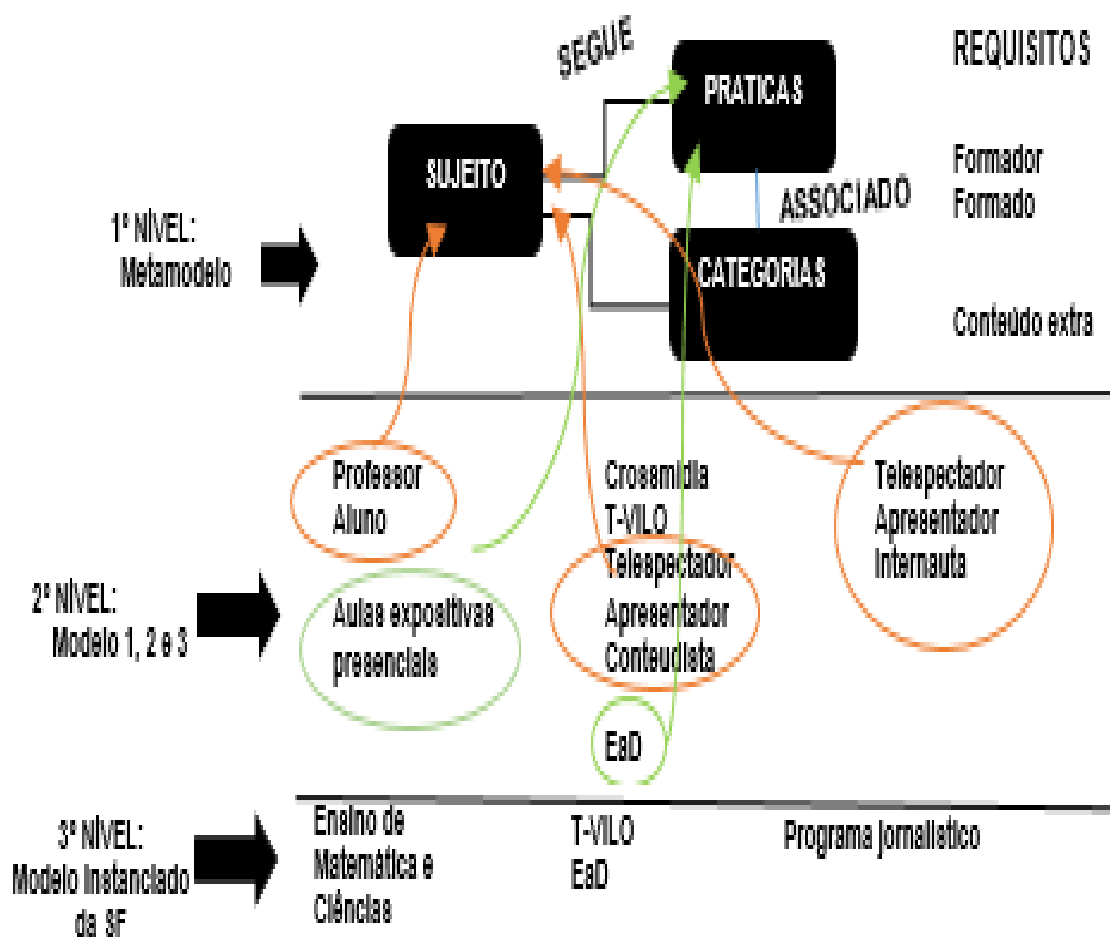 SEGUE
PRATICAS
REQUISITOS
SUJEITO
Formador
Formado
ASSOCIADO
1º NÍVEL:
Metamodelo
CATEGORIAS
Conteúdo extra
Professor
Aluno
Crossmídia
T-VILO
Telespectador
Apresentador
Conteudista
Telespectador
Apresentador
Internauta
2º NÍVEL:
Modelo 1, 2 e 3
Aulas expositivas
presenciais
EaD
3º NÍVEL:
Modelo Instanciado
da SF
Ensino de
Matemática e
Ciências
T-VILO
EaD
Programa jornalístico